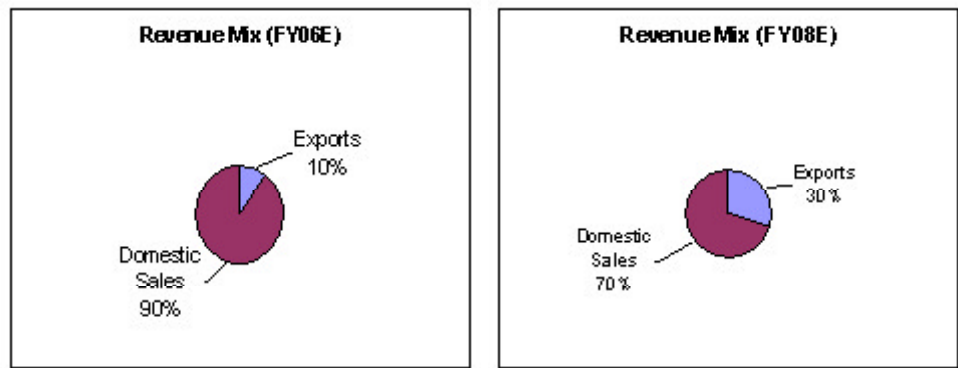 Revenue Mix (FY06E)
Exports
10%
Domestic
Sales
90%
Revenue Mix (FY08E)
Exports
30%
Domestic
Sales
70%